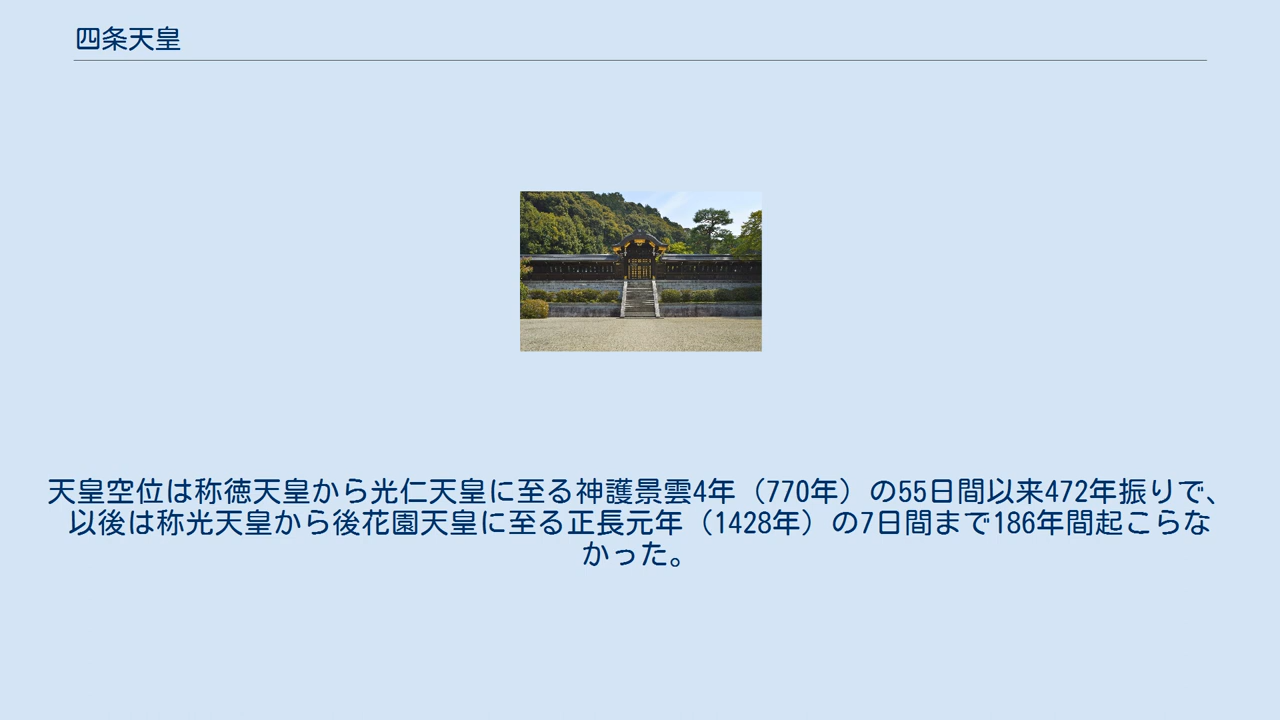 四条天皇
天皇空位は称徳天皇から光仁天皇に至る神護景雲4年（770年）の55日間以来472年振りで、
以後は称光天皇から後花園天皇に至る正長元年（1428年）の7日間まで186年間起こらな
かった。